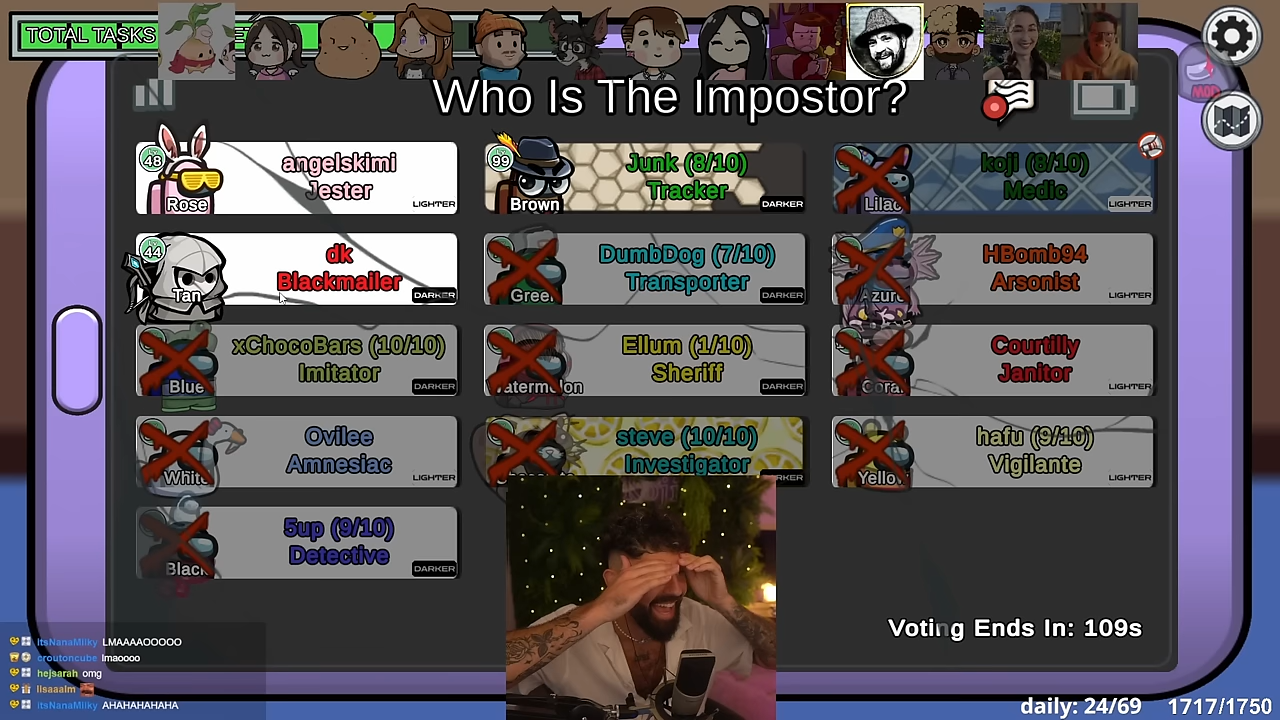 TOTAL TASKS
Who Is The Impostor?
MOD
48
angelskimi
Jester
Rose
LIGHTER
99
Junk (8/10)
Tracker
Brown
DARKER
koji (8/10)
Medic
Lilac
LIGHTER
44
dk
Blackmailer
Tan
DARKER
DumbDog (7/10)
Transporter
Green
DARKER
HBomb94
Arsonist
Azure
LIGHTER
xChocoBars (10/10)
Imitator
Blue
DARKER
Ellum (1/10)
Sheriff
Watermelon
DARKER
Courtilly
Janitor
Coral
LIGHTER
Ovilee
Amnesiac
White
LIGHTER
steve (10/10)
Investigator
hafu (9/10)
Vigilante
Yellow
LIGHTER
5up (9/10)
Detective
Black
DARKER
Voting Ends In: 109s
itsNanaMilky LMAAAAOOOOO
croutoncube lmaoooo
hejsarah omg
llsaaalm
itsNanaMilky AHAHAHAHAHA
daily: 24/69 1717/1750